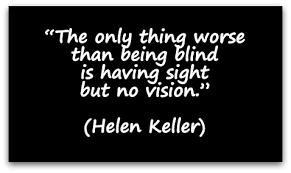 “The only thing worse
than being blind
is having sight
but no vision.”
(Helen Keller)